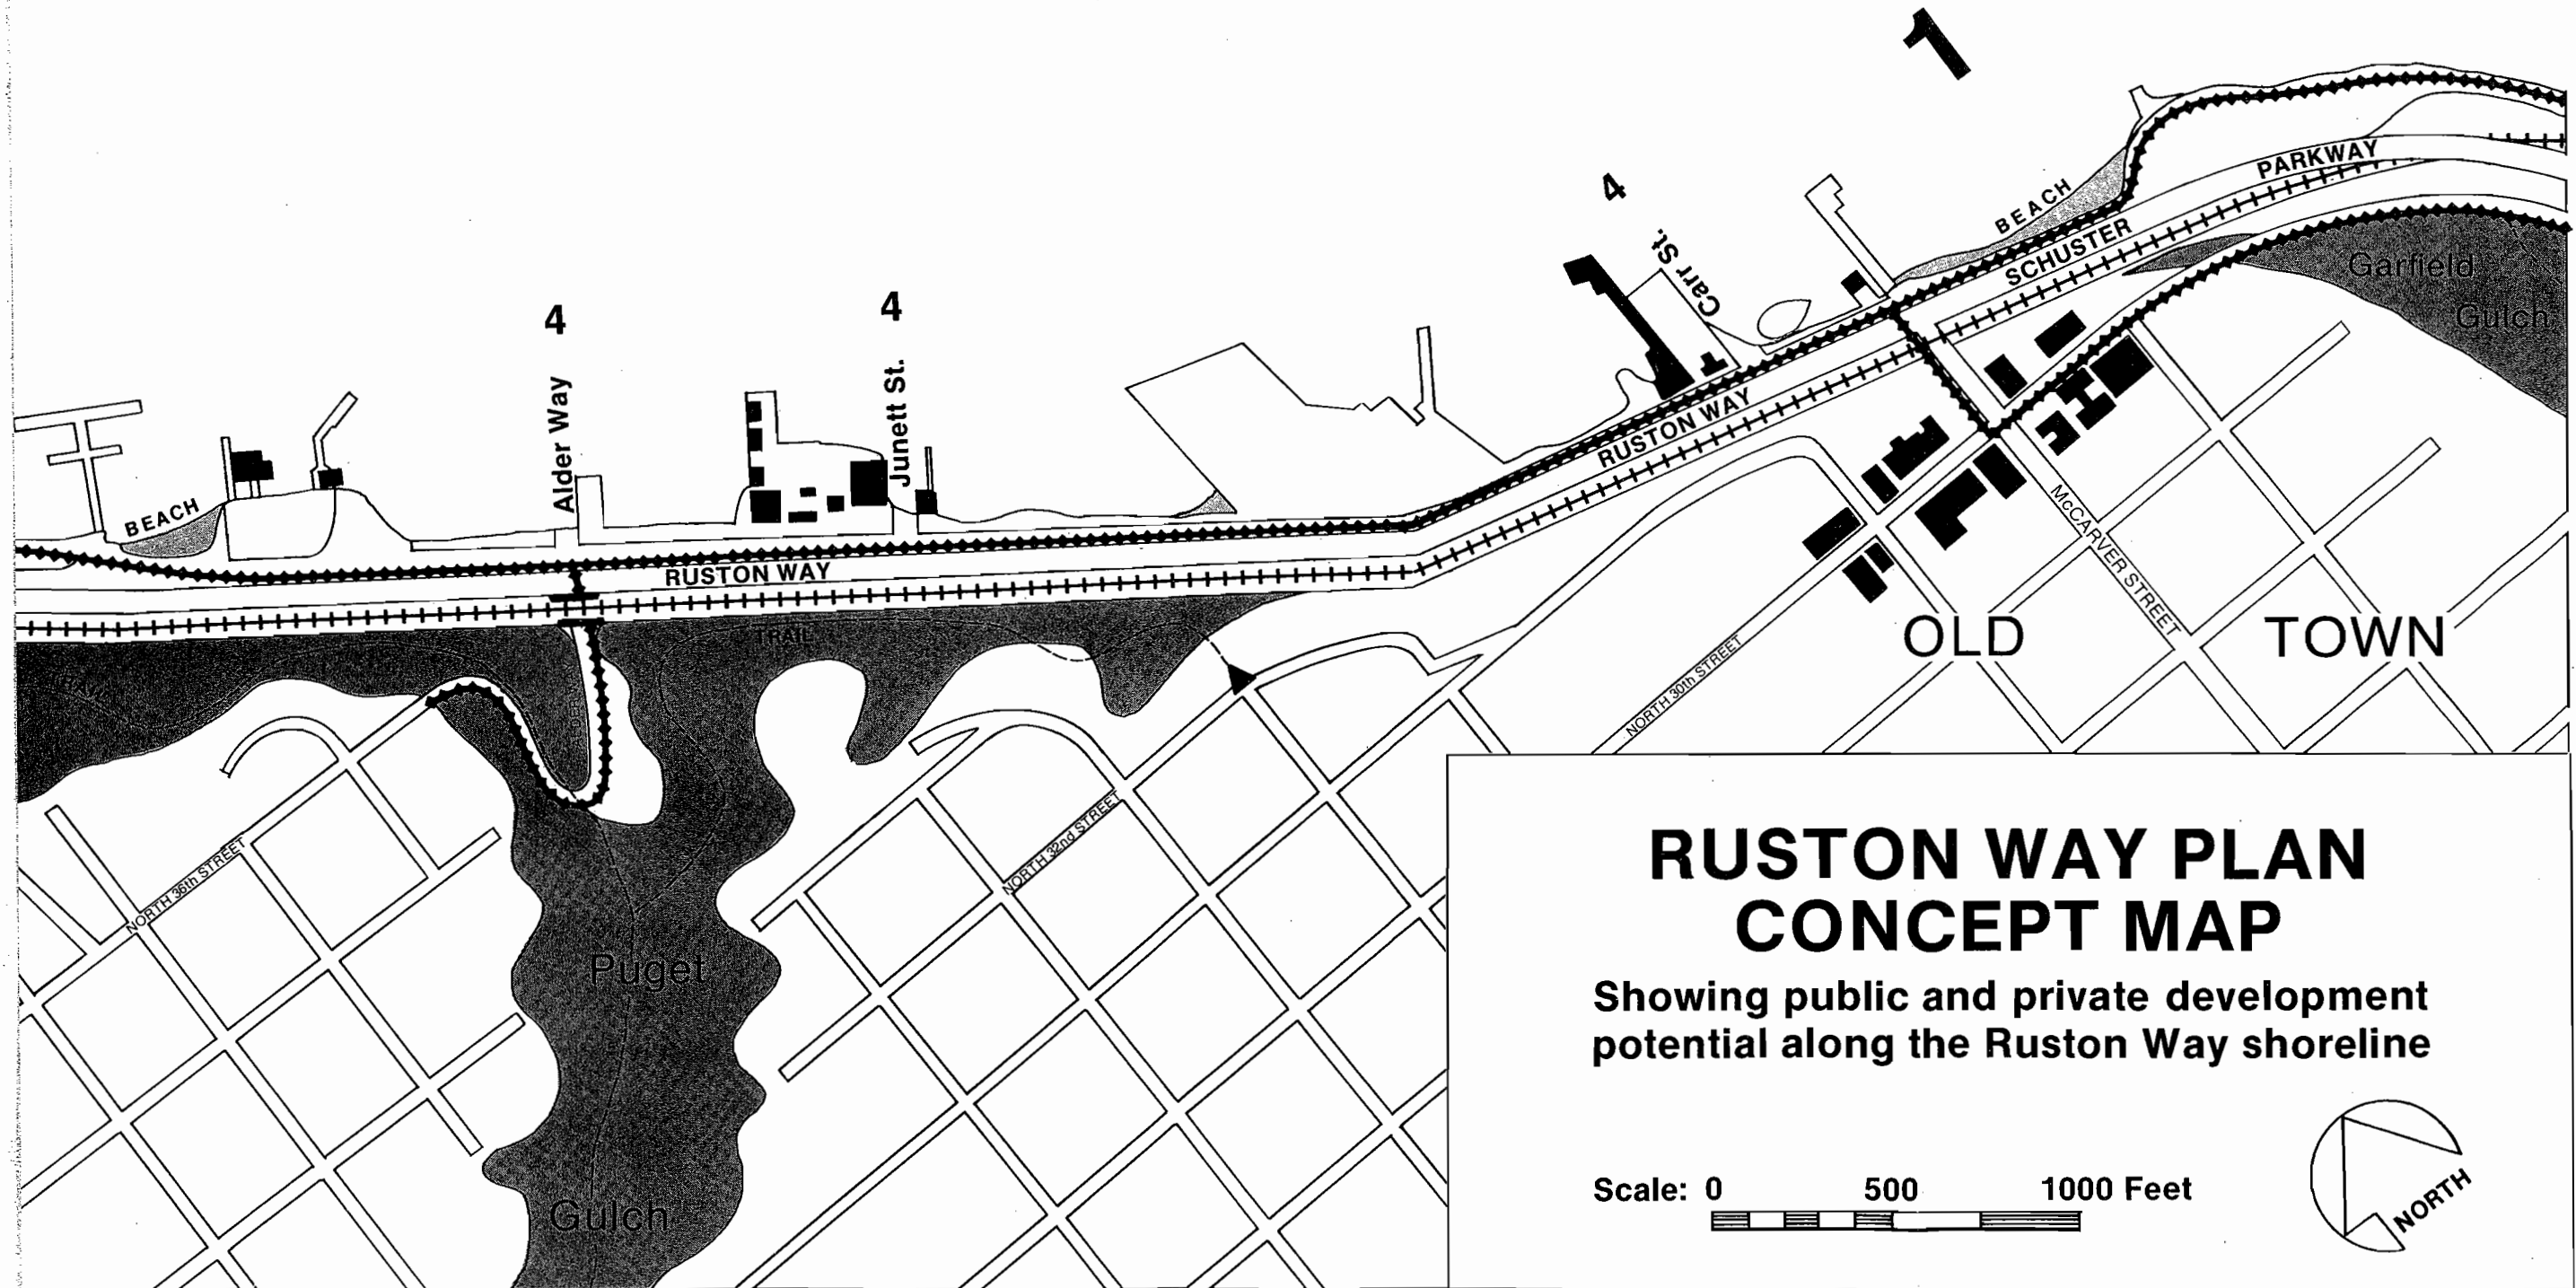 1
4
Carr St.
BEACH
SCHUSTER
PARKWAY
Garfield
Gulch
4
Alder Way
4
Junett St.
BEACH
RUSTON WAY
RUSTON WAY
TRAIL
McCARVER STREET
OLD TOWN
NORTH 30th STREET
NORTH 32nd STREET
NORTH 36th STREET
Puget
Gulch
RUSTON WAY PLAN
CONCEPT MAP
Showing public and private development
potential along the Ruston Way shoreline
Scale: 0 500 1000 Feet
NORTH